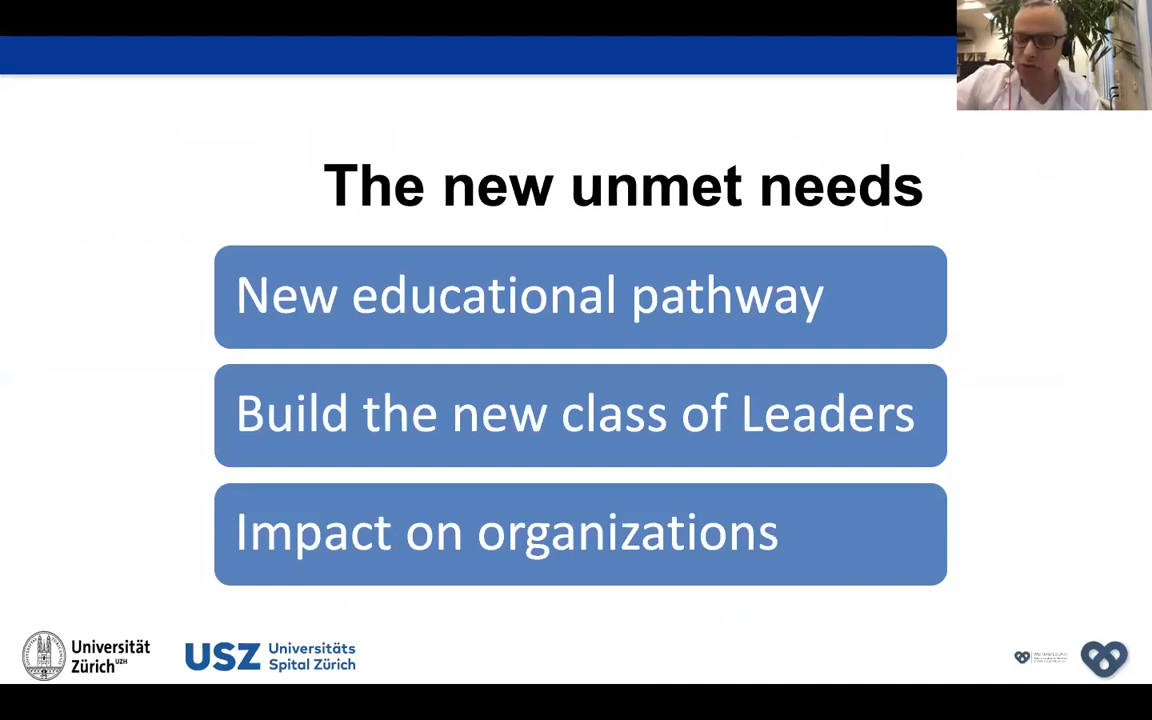 The new unmet needs
New educational pathway
Build the new class of Leaders
Impact on organizations
Universität
Zürich UZH
USZ Universitäts
Spital Zürich